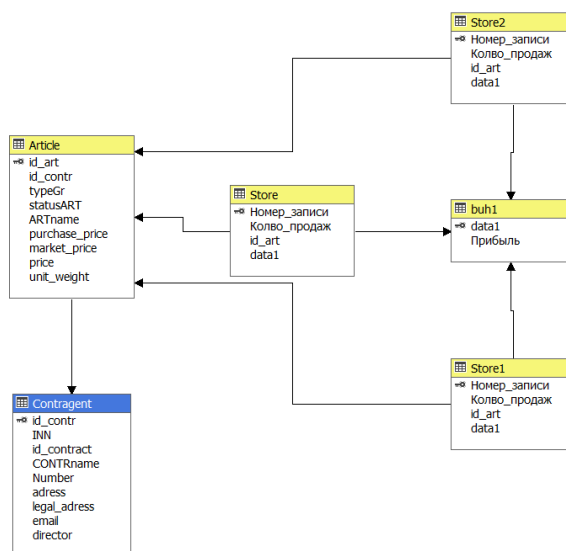 Store2
Номер_записи
Колво_продаж
id_art
data1
Article
id_art
id_contr
typeGr
statusART
ARTname
purchase_price
market_price
price
unit_weight
Store
Номер_записи
Колво_продаж
id_art
data1
buh1
data1
Прибыль
Store1
Номер_записи
Колво_продаж
id_art
data1
Contragent
id_contr
INN
id_contract
CONTRname
Number
adress
legal_adress
email
director